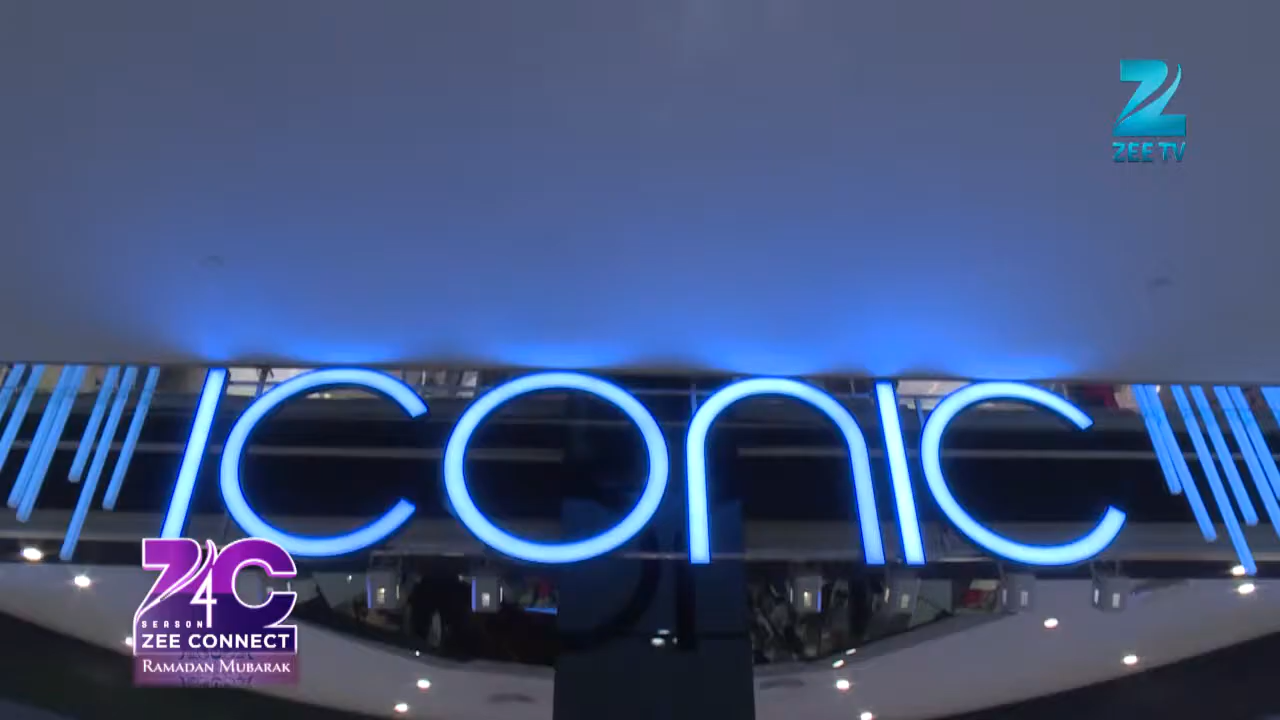 ZEE TV
ICONIC
Z4C
SEASON
ZEE CONNECT
RAMADAN MUBARAK